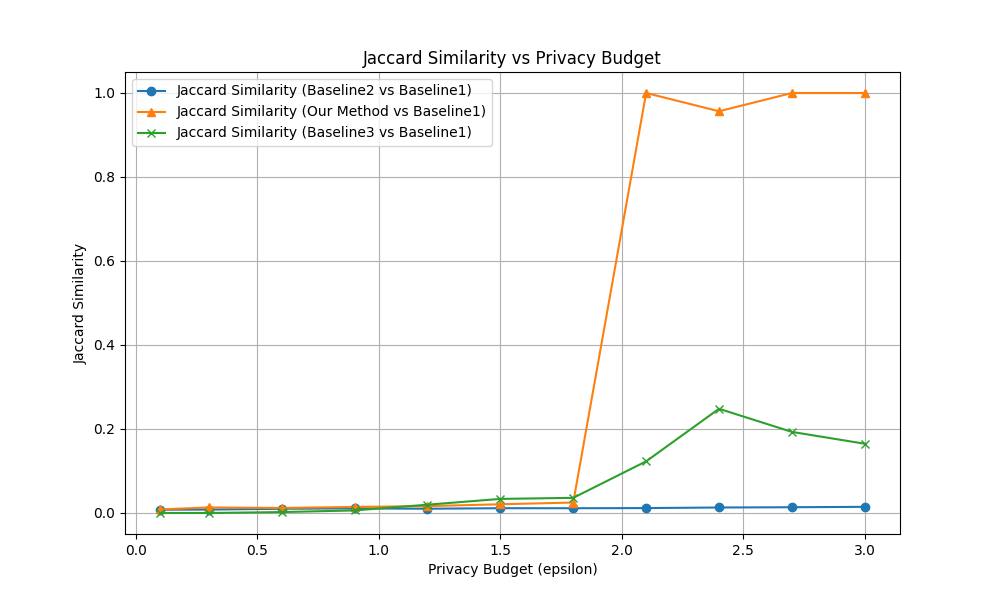 Jaccard Similarity vs Privacy Budget
Jaccard Similarity (Baseline2 vs Baseline1)
Jaccard Similarity (Our Method vs Baseline1)
Jaccard Similarity (Baseline3 vs Baseline1)
Jaccard Similarity
1.0
0.8
0.6
0.4
0.2
0.0
0.0 0.5 1.0 1.5 2.0 2.5 3.0
Privacy Budget (epsilon)